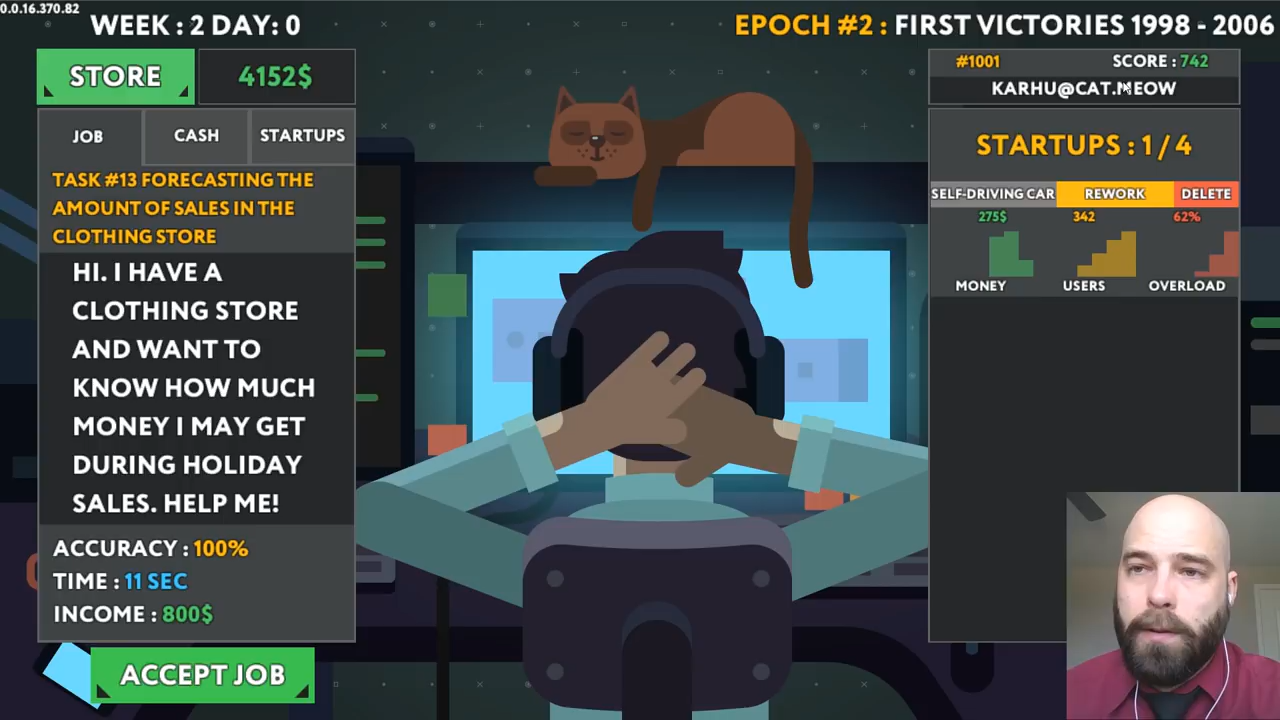 0.0.16.370.82
WEEK : 2 DAY: 0
EPOCH #2 : FIRST VICTORIES 1998 - 2006
STORE
4152$
JOB
CASH
STARTUPS
TASK #13 FORECASTING THE
AMOUNT OF SALES IN THE
CLOTHING STORE
HI. I HAVE A
CLOTHING STORE
AND WANT TO
KNOW HOW MUCH
MONEY I MAY GET
DURING HOLIDAY
SALES. HELP ME!
ACCURACY : 100%
TIME : 11 SEC
INCOME : 800$
ACCEPT JOB
#1001
SCORE : 742
KARHU@CAT.MEOW
STARTUPS : 1 / 4
SELF-DRIVING CAR
REWORK
DELETE
275$
342
62%
MONEY
USERS
OVERLOAD